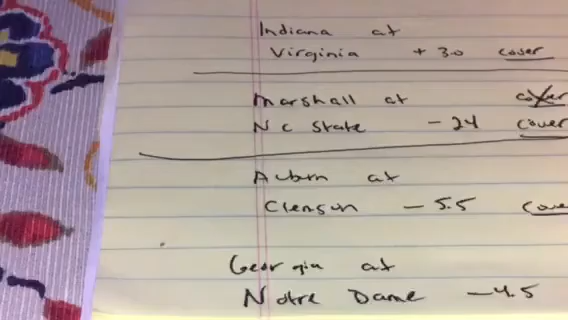 Indiana at
Virginia +3.0 cover
Marshall at cover
NC State -24 cover
Auburn at
Clemson -5.5
Georgia at
Notre Dame -4.5